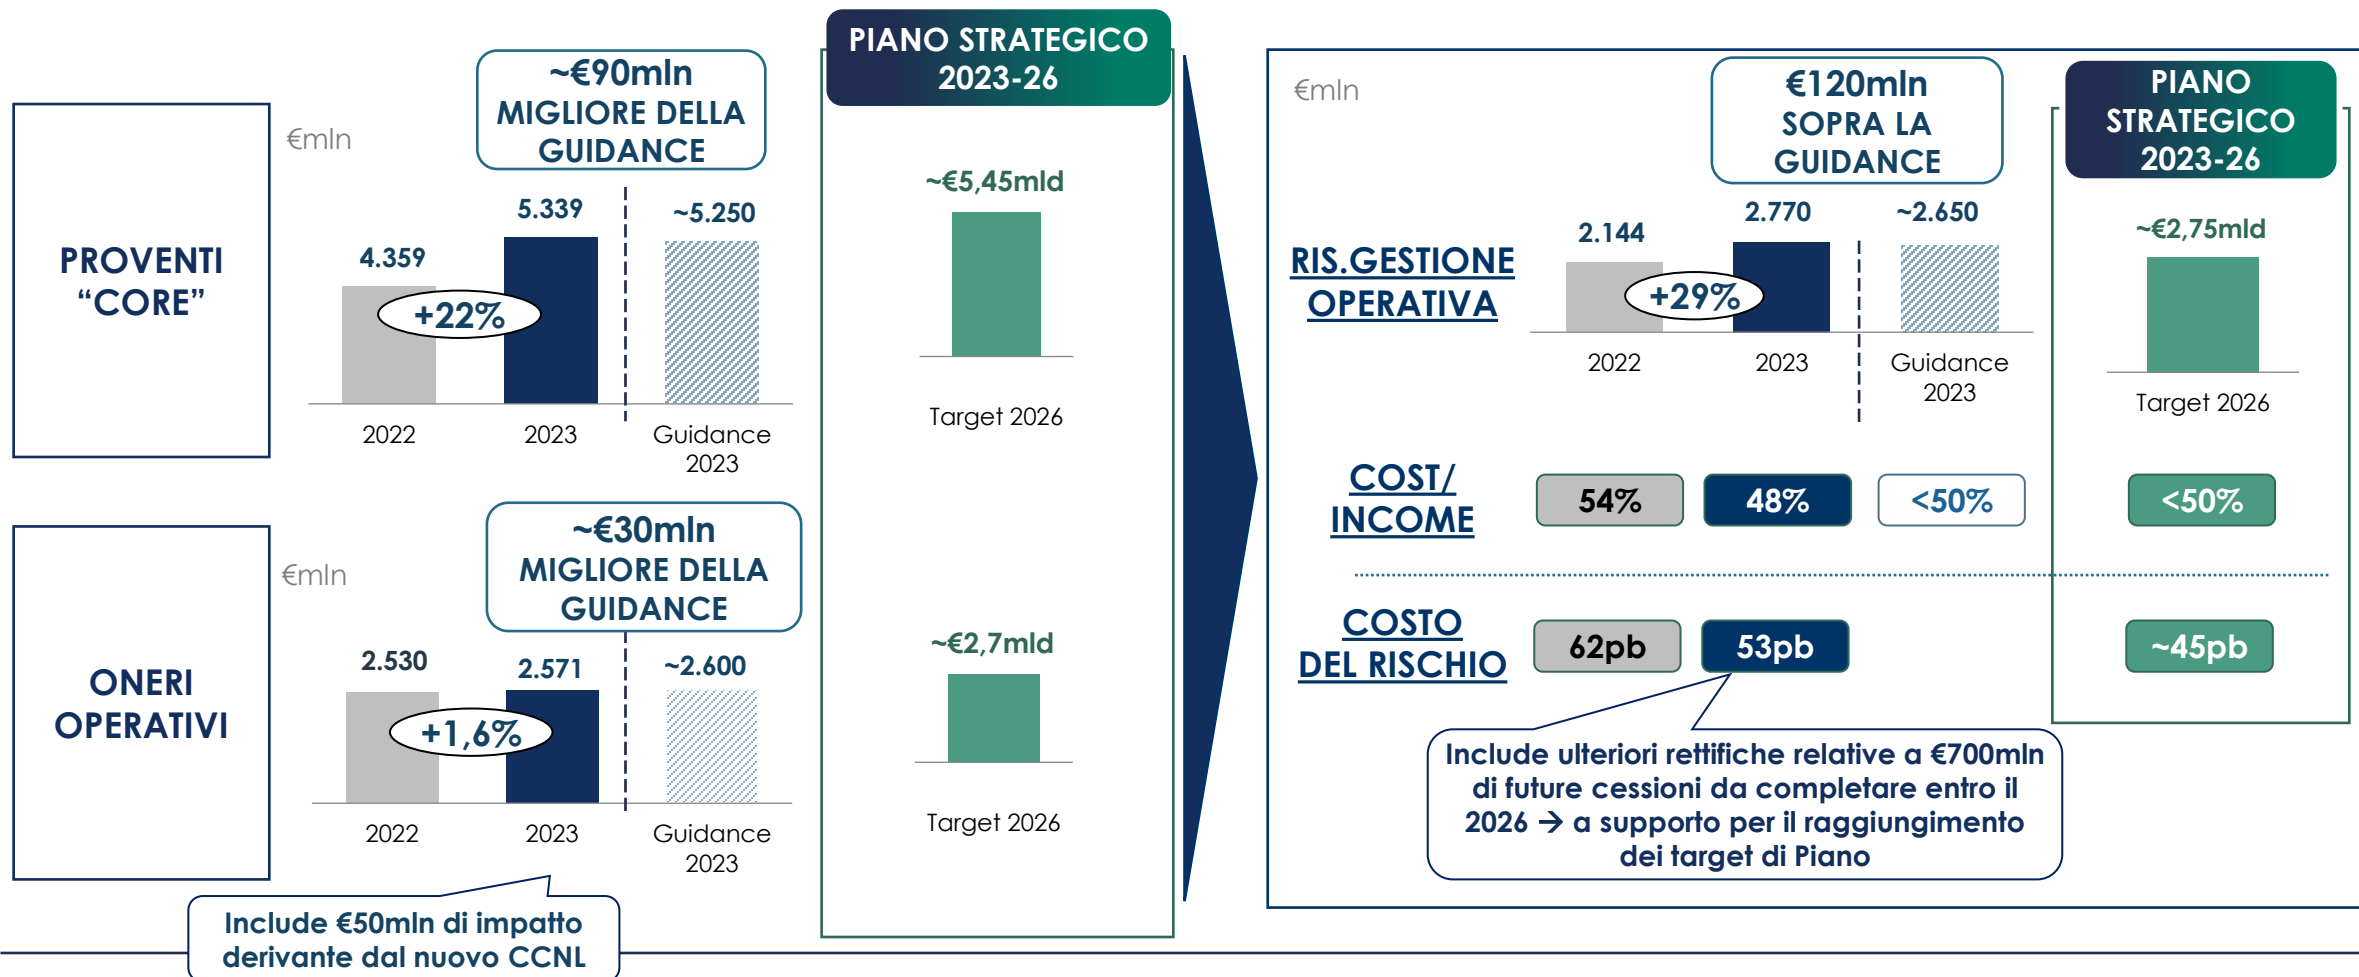 PROVENTI
“CORE”
€mln
~€90mln
MIGLIORE DELLA
GUIDANCE
4.359
5.339
~5.250
+22%
2022
2023
Guidance
2023
ONERI
OPERATIVI
€mln
~€30mln
MIGLIORE DELLA
GUIDANCE
2.530
2.571
~2.600
+1,6%
2022
2023
Guidance
2023
Include €50mln di impatto
derivante dal nuovo CCNL
PIANO STRATEGICO
2023-26
~€5,45mld
Target 2026
~€2,7mld
Target 2026
€mln
€120mln
SOPRA LA
GUIDANCE
RIS.GESTIONE
OPERATIVA
2.144
2.770
~2.650
+29%
2022
2023
Guidance
2023
PIANO
STRATEGICO
2023-26
~€2,75mld
Target 2026
COST/
INCOME
54%
48%
<50%
<50%
COSTO
DEL RISCHIO
62pb
53pb
~45pb
Include ulteriori rettifiche relative a €700mln
di future cessioni da completare entro il
2026 → a supporto per il raggiungimento
dei target di Piano